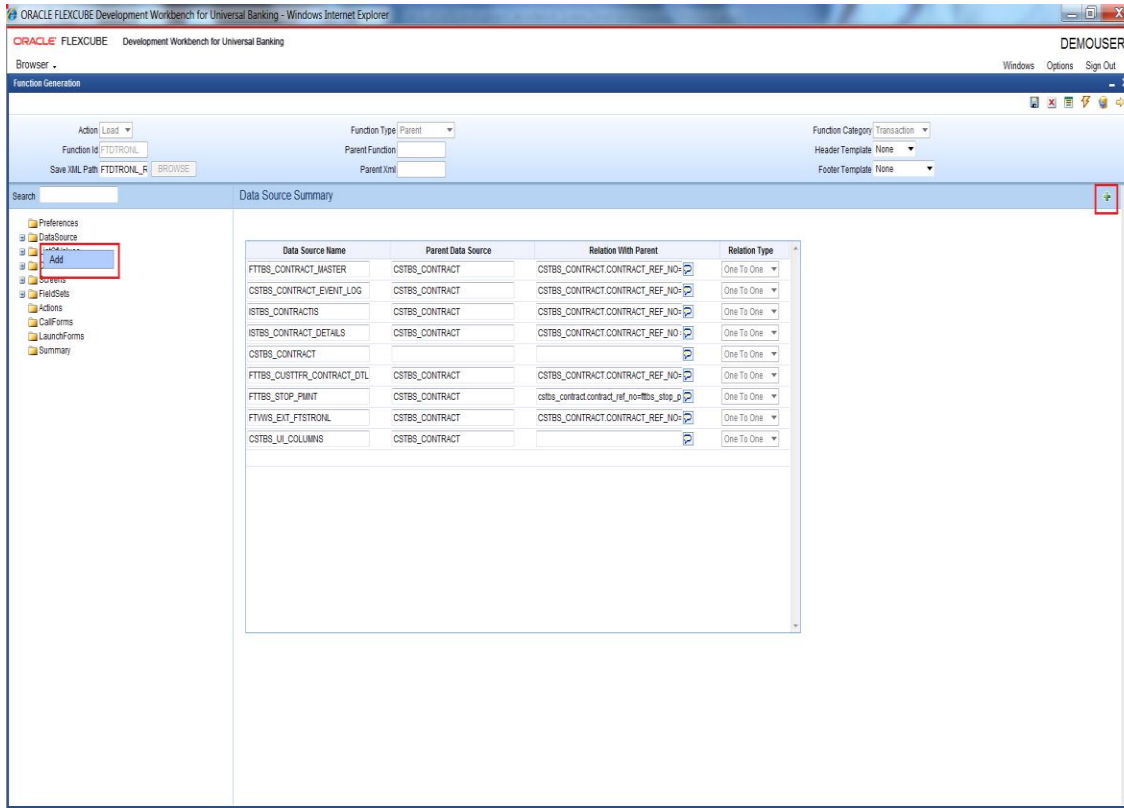 ORACLE FLEXCUBE Development Workbench for Universal Banking - Windows Internet Explorer
ORACLE FLEXCUBE Development Workbench for Universal Banking
DEMOUSER
Browser
Windows Options Sign Out
Function Generation
Action Load Function Type Parent Function Category Transaction
Function Id FTDTRONL Parent Function Header Template None
Save XML Path FTDTRONL_R BROWSE Parent Xml Footer Template None
Search Data Source Summary
Preferences
DataSource
Add
Screens
FieldSets
Actions
CallForms
LaunchForms
Summary
Data Source Name Parent Data Source Relation With Parent Relation Type
FTTBS_CONTRACT_MASTER CSTBS_CONTRACT CSTBS_CONTRACT.CONTRACT_REF_NO= One To One
CSTBS_CONTRACT_EVENT_LOG CSTBS_CONTRACT CSTBS_CONTRACT.CONTRACT_REF_NO= One To One
ISTBS_CONTRACTIS CSTBS_CONTRACT CSTBS_CONTRACT.CONTRACT_REF_NO= One To One
ISTBS_CONTRACT_DETAILS CSTBS_CONTRACT CSTBS_CONTRACT.CONTRACT_REF_NO One To One
CSTBS_CONTRACT One To One
FTTBS_CUSTTFR_CONTRACT_DTL CSTBS_CONTRACT CSTBS_CONTRACT.CONTRACT_REF_NO= One To One
FTTBS_STOP_PMNT CSTBS_CONTRACT cstbs_contract.contract_ref_no=fttbs_stop_p One To One
FTVWS_EXT_FTSTRONL CSTBS_CONTRACT CSTBS_CONTRACT.CONTRACT_REF_NO= One To One
CSTBS_UI_COLUMNS CSTBS_CONTRACT One To One